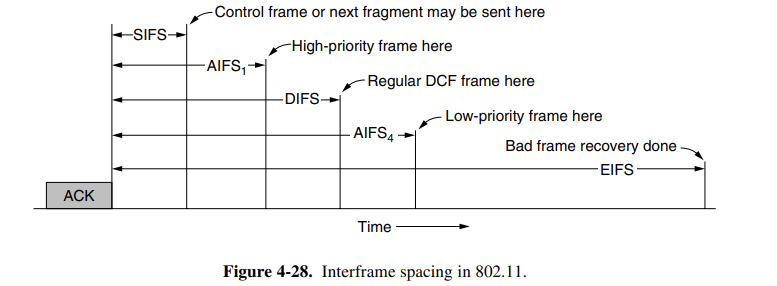 Control frame or next fragment may be sent here
SIFS
High-priority frame here
AIFS₁
Regular DCF frame here
DIFS
Low-priority frame here
AIFS₄
Bad frame recovery done
EIFS
ACK
Time
Figure 4-28. Interframe spacing in 802.11.